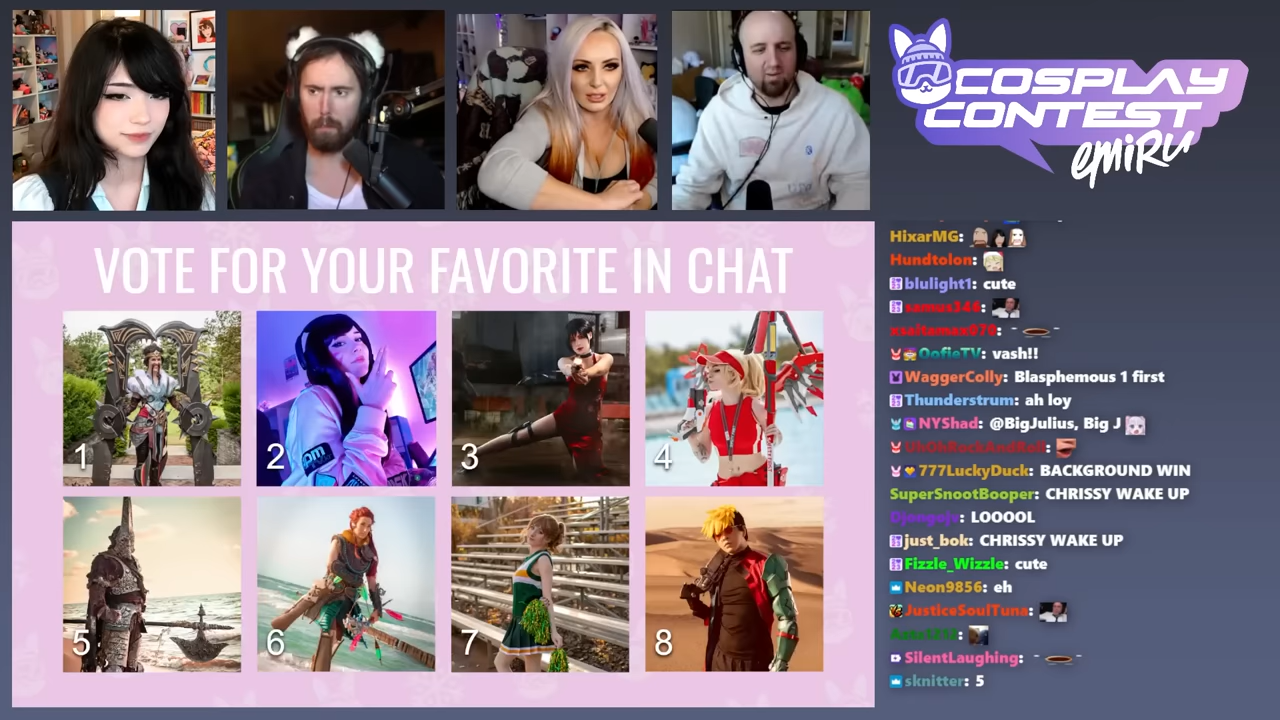 COSPLAY
CONTEST
emiru
VOTE FOR YOUR FAVORITE IN CHAT
1
2
3
4
5
6
7
8
HixarMG:
Hundtolon:
blulight1: cute
samus346:
OofieTV: vash!!
WaggerColly: Blasphemous 1 first
Thunderstrum: ah loy
NYShad: @BigJulius, Big J
UhOhRockAndRoll:
777LuckyDuck: BACKGROUND WIN
SuperSnootBooper: CHRISSY WAKE UP
LOOOOL
just_bok: CHRISSY WAKE UP
Fizzle_Wizzle: cute
Neon9856: eh
JusticeSoulTuna:
SilentLaughing:
sknitter: 5